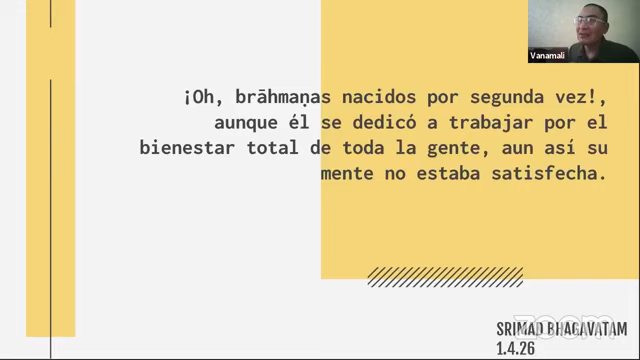 Vanamali
¡Oh, brāhmaṇas nacidos por segunda vez!,
aunque él se dedicó a trabajar por el
bienestar total de toda la gente, aun así su
mente no estaba satisfecha.
zoom
SRIMAD BHAGAVATAM
1.4.26